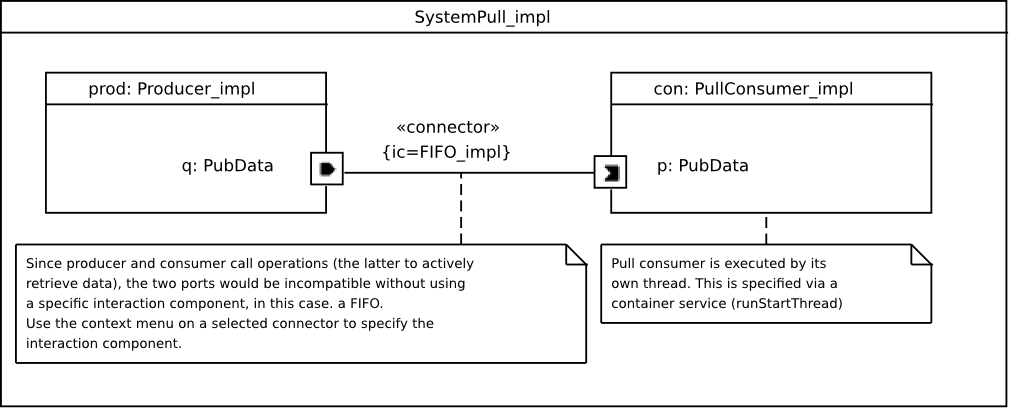 SystemPull_impl
prod: Producer_impl
con: PullConsumer_impl
«connector»
{ic=FIFO_impl}
q: PubData
p: PubData
Since producer and consumer call operations (the latter to actively
retrieve data), the two ports would be incompatible without using
a specific interaction component, in this case. a FIFO.
Use the context menu on a selected connector to specify the
interaction component.
Pull consumer is executed by its
own thread. This is specified via a
container service (runStartThread)